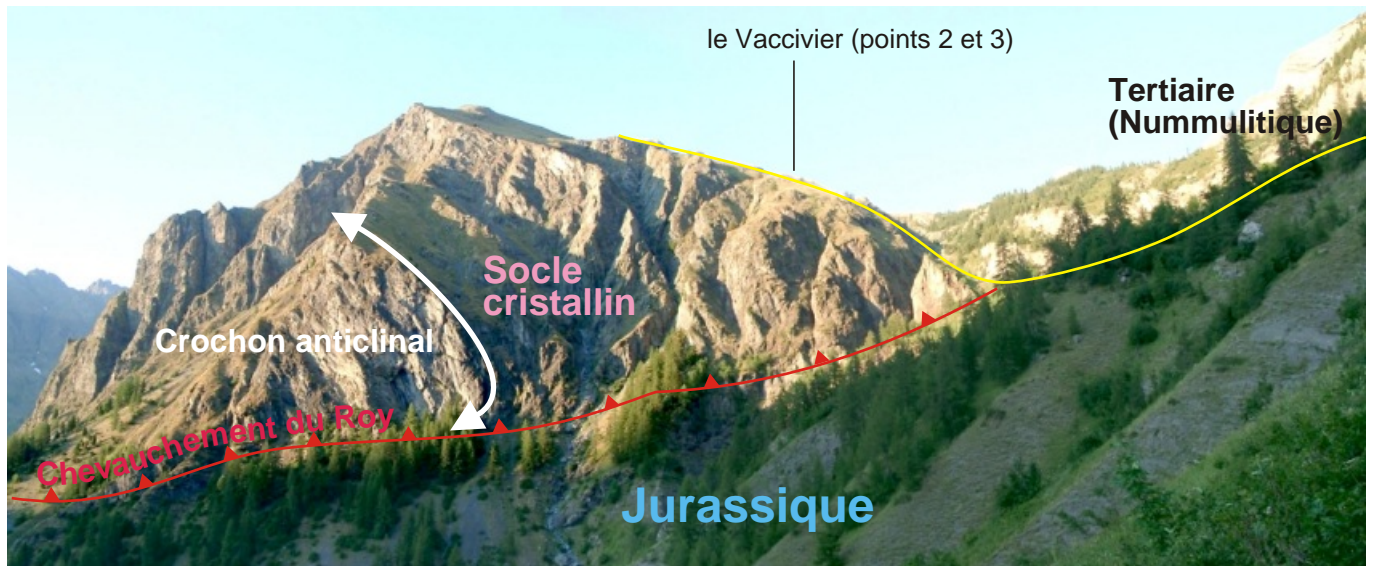 le Vaccivier (points 2 et 3)
Tertiaire
(Nummulitique)
Socle
cristallin
Crochon anticlinal
Chevauchement du Roy
Jurassique